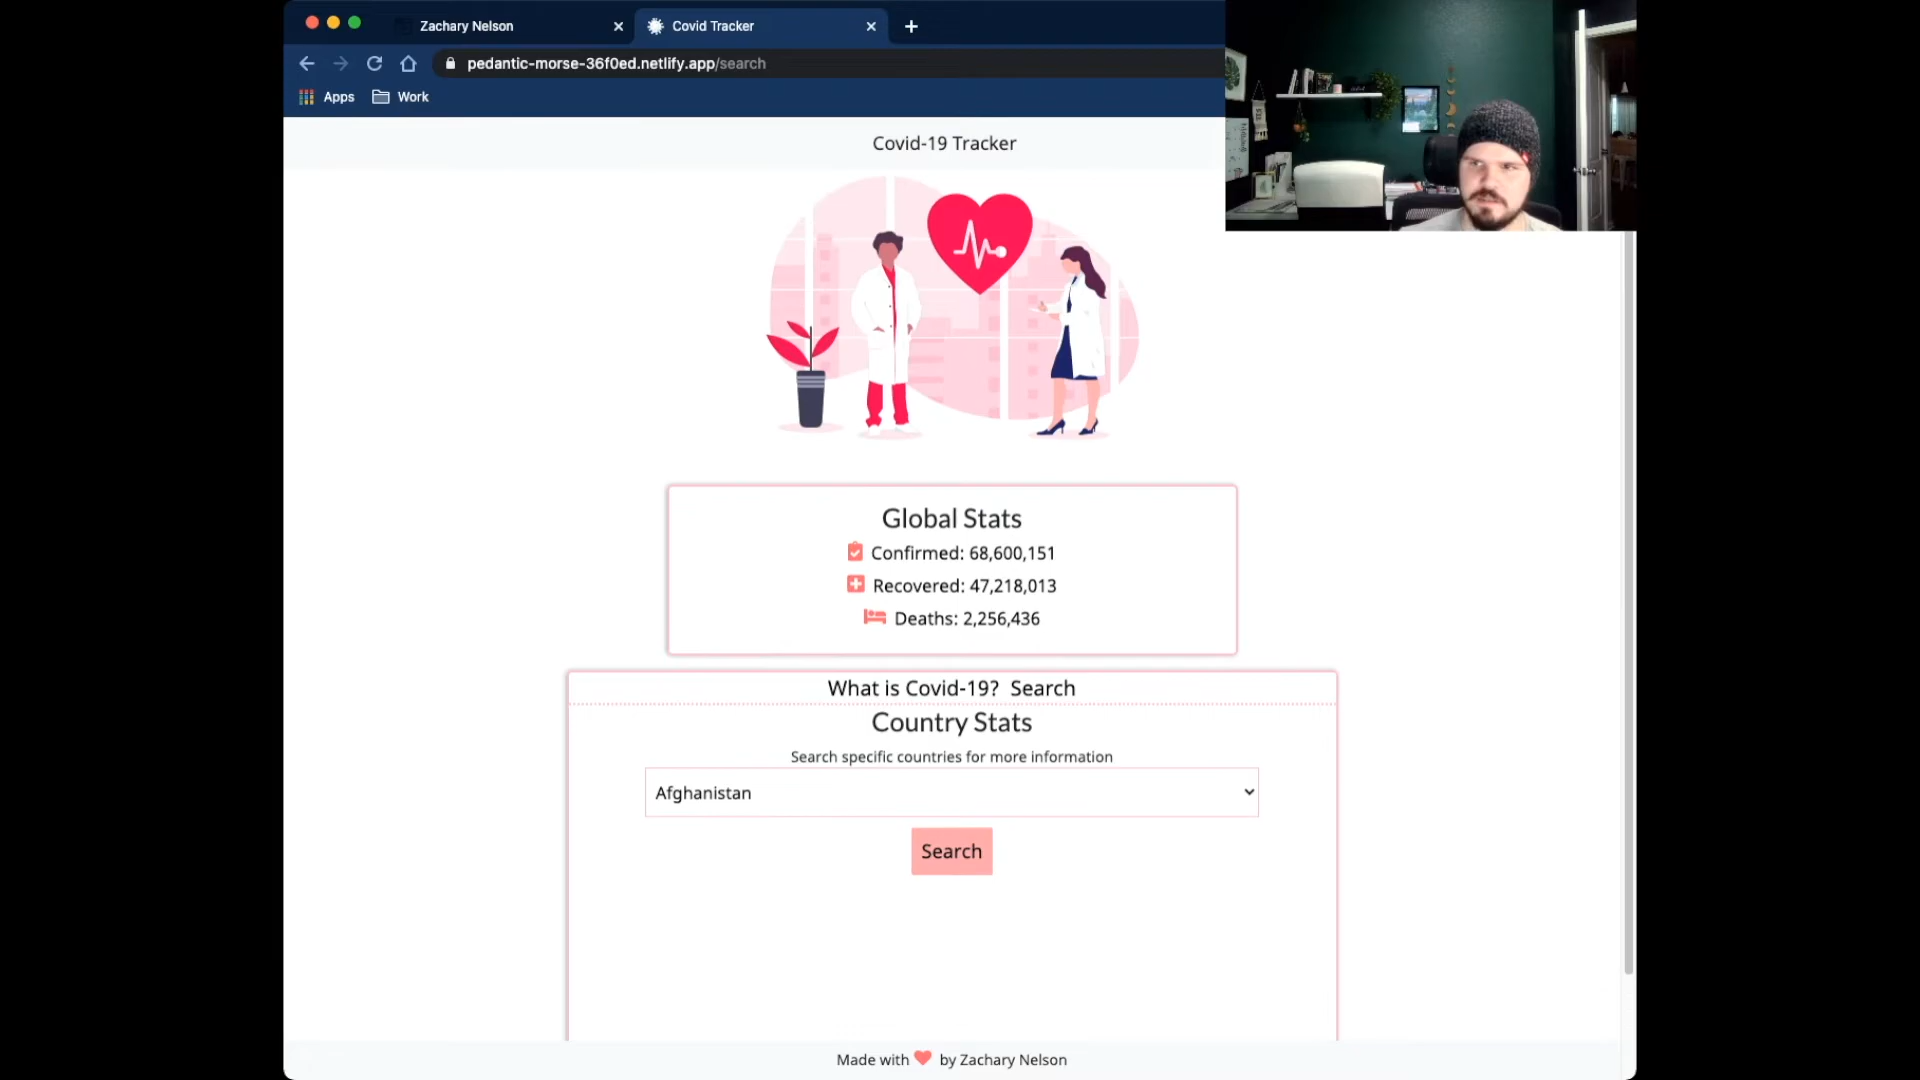 Zachary Nelson
Covid Tracker
pedantic-morse-36f0ed.netlify.app/search
Apps
Work
Covid-19 Tracker
Global Stats
Confirmed: 68,600,151
Recovered: 47,218,013
Deaths: 2,256,436
What is Covid-19? Search
Country Stats
Search specific countries for more information
Afghanistan
Search
Made with ❤ by Zachary Nelson